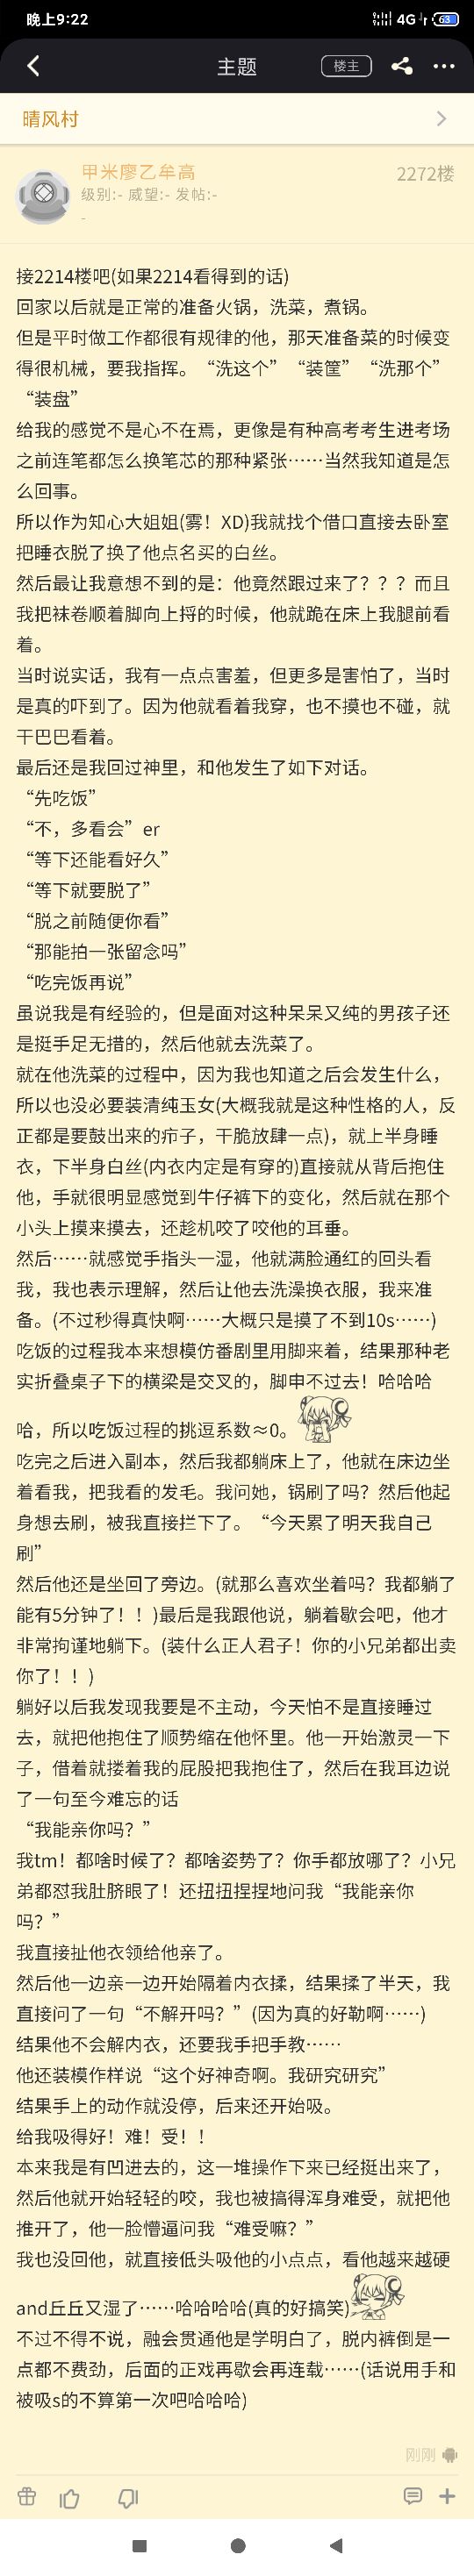 晚上9:22
4G
63
主题
楼主
晴风村
甲米廖乙牟高
2272楼
级别:- 威望:- 发帖:-
-
接2214楼吧(如果2214看得到的话)
回家以后就是正常的准备火锅，洗菜，煮锅。
但是平时做工作都很有规律的他，那天准备菜的时候变
得很机械，要我指挥。“洗这个”“装筐”“洗那个”
“装盘”
给我的感觉不是心不在焉，更像是有种高考考生进考场
之前连笔都怎么换笔芯的那种紧张……当然我知道是怎
么回事。
所以作为知心大姐姐(雾！XD)我就找个借口直接去卧室
把睡衣脱了换了他点名买的白丝。
然后最让我意想不到的是：他竟然跟过来了？？？而且
我把袜卷顺着脚向上捋的时候，他就跪在床上我腿前看
着。
当时说实话，我有一点点害羞，但更多是害怕了，当时
是真的吓到了。因为他就看着我穿，也不摸也不碰，就
干巴巴看着。
最后还是我回过神里，和他发生了如下对话。
“先吃饭”
“不，多看会”er
“等下还能看好久”
“等下就要脱了”
“脱之前随便你看”
“那能拍一张留念吗”
“吃完饭再说”
虽说我是有经验的，但是面对这种呆呆又纯的男孩子还
是挺手足无措的，然后他就去洗菜了。
就在他洗菜的过程中，因为我也知道之后会发生什么，
所以也没必要装清纯玉女(大概我就是这种性格的人，反
正都是要鼓出来的疖子，干脆放肆一点)，就上半身睡
衣，下半身白丝(内衣内定是有穿的)直接就从背后抱住
他，手就很明显感觉到牛仔裤下的变化，然后就在那个
小头上摸来摸去，还趁机咬了咬他的耳垂。
然后……就感觉手指头一湿，他就满脸通红的回头看
我，我也表示理解，然后让他去洗澡换衣服，我来准
备。(不过秒得真快啊……大概只是摸了不到10s……)
吃饭的过程我本来想模仿番剧里用脚来着，结果那种老
实折叠桌子下的横梁是交叉的，脚申不过去！哈哈哈
哈，所以吃饭过程的挑逗系数≈0。
吃完之后进入副本，然后我都躺床上了，他就在床边坐
着看我，把我看的发毛。我问她，锅刷了吗？然后他起
身想去刷，被我直接拦下了。“今天累了明天我自己
刷”
然后他还是坐回了旁边。(就那么喜欢坐着吗？我都躺了
能有5分钟了！！)最后是我跟他说，躺着歇会吧，他才
非常拘谨地躺下。(装什么正人君子！你的小兄弟都出卖
你了！！)
躺好以后我发现我要是不主动，今天怕不是直接睡过
去，就把他抱住了顺势缩在他怀里。他一开始激灵一下
子，借着就搂着我的屁股把我抱住了，然后在我耳边说
了一句至今难忘的话
“我能亲你吗？”
我tm！都啥时候了？都啥姿势了？你手都放哪了？小兄
弟都怼我肚脐眼了！还扭扭捏捏地问我“我能亲你
吗？”
我直接扯他衣领给他亲了。
然后他一边亲一边开始隔着内衣揉，结果揉了半天，我
直接问了一句“不解开吗？”(因为真的好勒啊……)
结果他不会解内衣，还要我手把手教……
他还装模作样说“这个好神奇啊。我研究研究”
结果手上的动作就没停，后来还开始吸。
给我吸得好！难！受！！
本来我是有凹进去的，这一堆操作下来已经挺出来了，
然后他就开始轻轻的咬，我也被搞得浑身难受，就把他
推开了，他一脸懵逼问我“难受嘛？”
我也没回他，就直接低头吸他的小点点，看他越来越硬
and丘丘又湿了……哈哈哈哈(真的好搞笑)
不过不得不说，融会贯通他是学明白了，脱内裤倒是一
点都不费劲，后面的正戏再歇会再连载……(话说用手和
被吸s的不算第一次吧哈哈哈)
刚刚